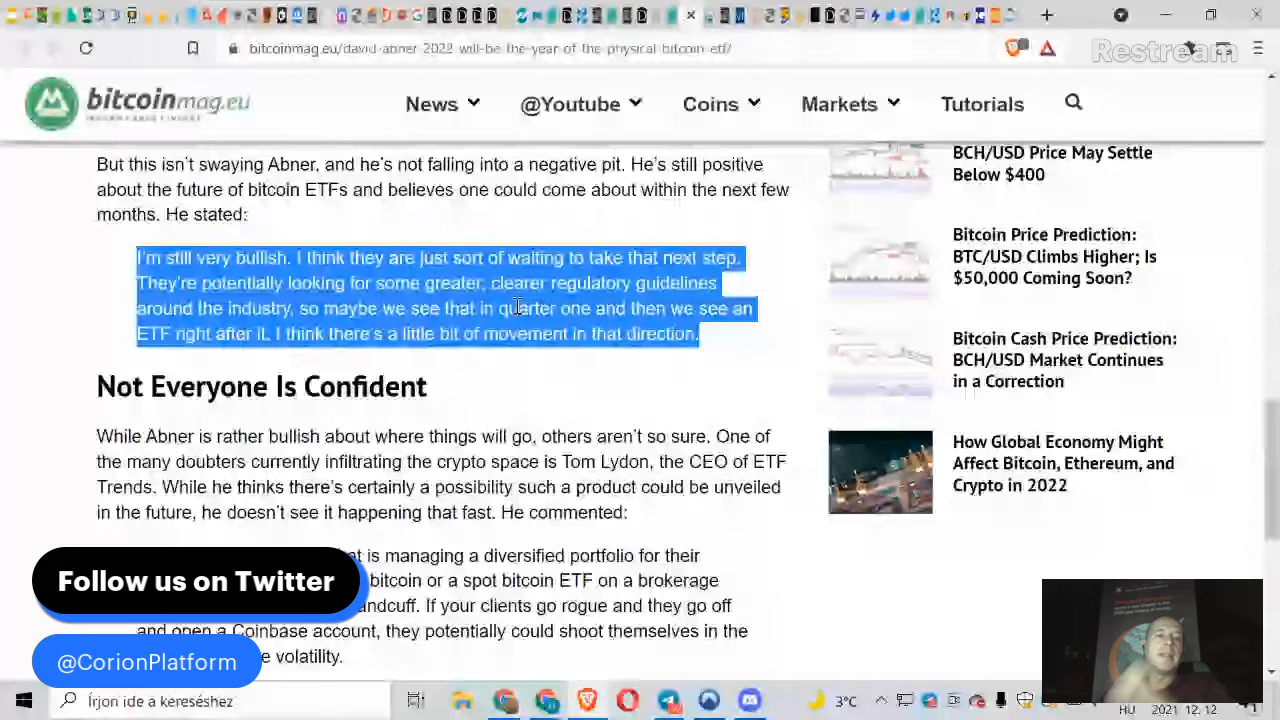 bitcoinmag.eu/david-abner-2022-will-be-the-year-of-the-physical-bitcoin-etf/
Restream
bitcoinmag.eu
News
@Youtube
Coins
Markets
Tutorials
But this isn't swaying Abner, and he's not falling into a negative pit. He's still positive
about the future of bitcoin ETFs and believes one could come about within the next few
months. He stated:
I'm still very bullish. I think they are just sort of waiting to take that next step.
They're potentially looking for some greater, clearer regulatory guidelines
around the industry, so maybe we see that in quarter one and then we see an
ETF right after it. I think there's a little bit of movement in that direction.
Not Everyone Is Confident
While Abner is rather bullish about where things will go, others aren't so sure. One of
the many doubters currently infiltrating the crypto space is Tom Lydon, the CEO of ETF
Trends. While he thinks there's certainly a possibility such a product could be unveiled
in the future, he doesn't see it happening that fast. He commented:
is managing a diversified portfolio for their
bitcoin or a spot bitcoin ETF on a brokerage
If your clients go rogue and they go off
and open a Coinbase account, they potentially could shoot themselves in the
volatility.
BCH/USD Price May Settle
Below $400
Bitcoin Price Prediction:
BTC/USD Climbs Higher; Is
$50,000 Coming Soon?
Bitcoin Cash Price Prediction:
BCH/USD Market Continues
in a Correction
How Global Economy Might
Affect Bitcoin, Ethereum, and
Crypto in 2022
Follow us on Twitter
@CorionPlatform
Írjon ide a kereséshez
3°C
HU
2021. 12. 12.